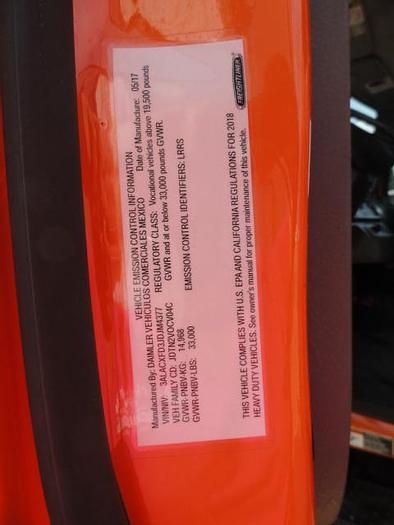 VEHICLE EMISSION CONTROL INFORMATION
Manufactured By: DAIMLER VEHICULOS COMERCIALES MEXICO Date of Manufacture: 05/17
VIN/NIV: 3ALACXFD3JDJM4377 REGULATORY CLASS: Vocational vehicles above 19,500 pounds
VEH FAMILY CD: JDTN2VOCV04C GVWR and at or below 33,000 pounds GVWR.
GVWR-PNBV-KG: 14,968
GVWR-PNBV-LBS: 33,000 EMISSION CONTROL IDENTIFIERS: LRRS
THIS VEHICLE COMPLIES WITH U.S. EPA AND CALIFORNIA REGULATIONS FOR 2018
HEAVY DUTY VEHICLES. See owner's manual for proper maintenance of this vehicle.
FREIGHTLINER